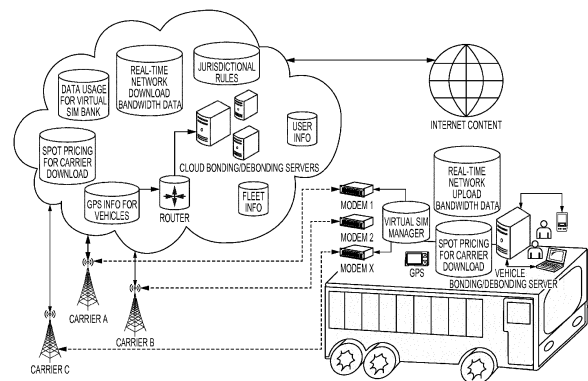 DATA USAGE
FOR VIRTUAL
SIM BANK
REAL-TIME
NETWORK
DOWNLOAD
BANDWIDTH DATA
JURISDICTIONAL
RULES
SPOT PRICING
FOR CARRIER
DOWNLOAD
USER
INFO
CLOUD BONDING/DEBONDING SERVERS
GPS INFO FOR
VEHICLES
ROUTER
FLEET
INFO
INTERNET CONTENT
CARRIER A
CARRIER B
CARRIER C
MODEM 1
MODEM 2
MODEM X
VIRTUAL SIM
MANAGER
GPS
REAL-TIME
NETWORK
UPLOAD
BANDWIDTH DATA
SPOT PRICING
FOR CARRIER
DOWNLOAD
VEHICLE
BONDING/DEBONDING SERVER